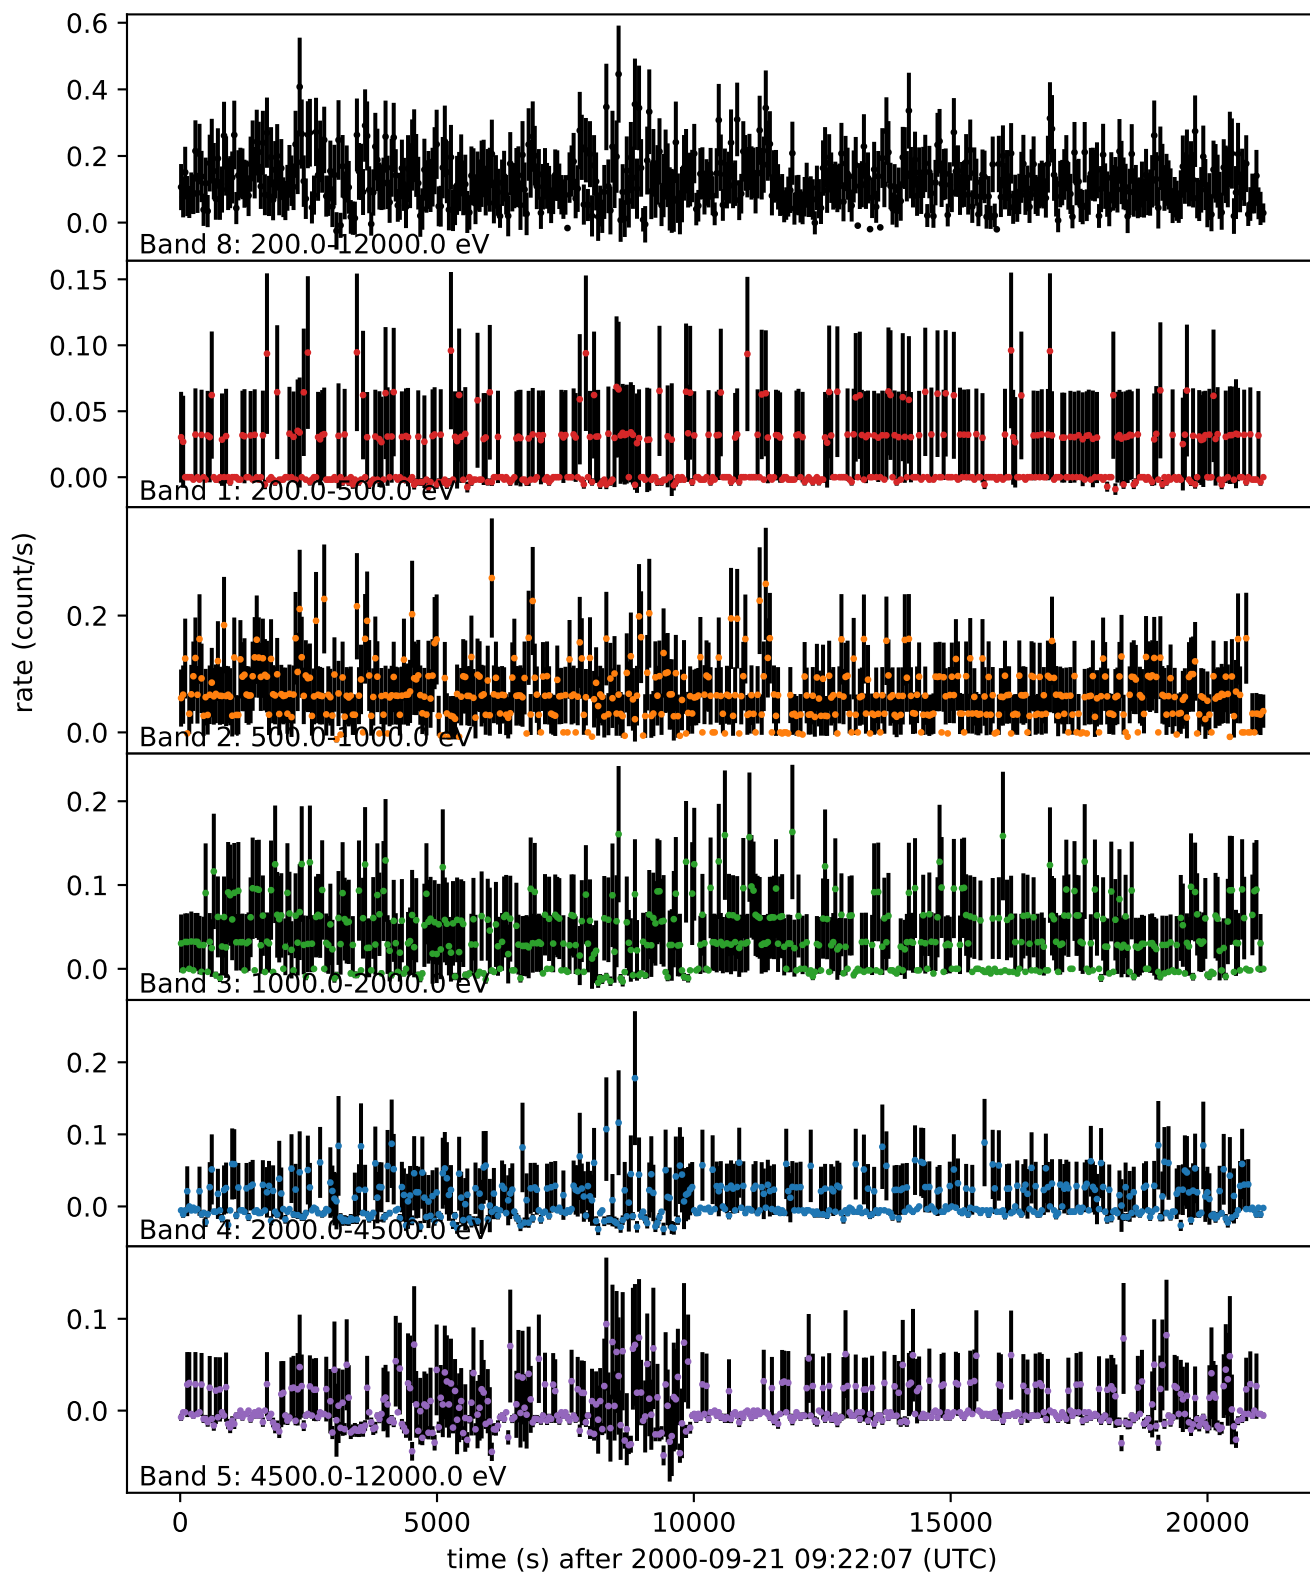 0.6
0.4
0.2
0.0
Band 8: 200.0-12000.0 eV
0.15
0.10
0.05
0.00
Band 1: 200.0-500.0 eV
rate (count/s)
0.2
0.0
Band 2: 500.0-1000.0 eV
0.2
0.1
0.0
Band 3: 1000.0-2000.0 eV
0.2
0.1
0.0
Band 4: 2000.0-4500.0 eV
0.1
0.0
Band 5: 4500.0-12000.0 eV
0 5000 10000 15000 20000
time (s) after 2000-09-21 09:22:07 (UTC)